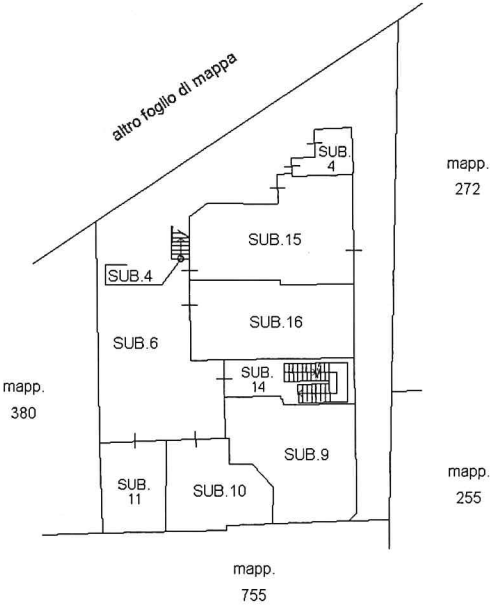 altro foglio di mappa
SUB.
4
mapp.
272
SUB.15
SUB.4
SUB.16
SUB.6
SUB.
14
mapp.
380
SUB.9
SUB.
11
SUB.10
mapp.
255
mapp.
755